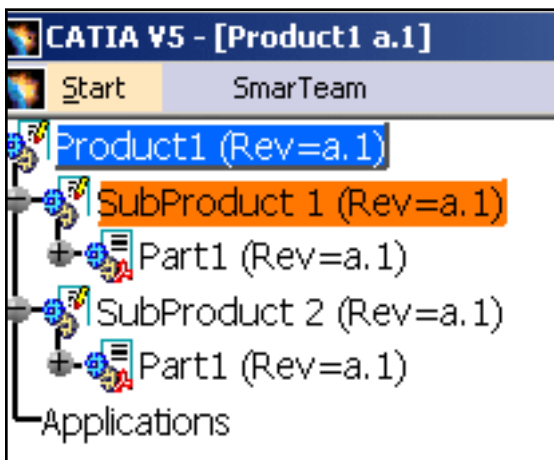 CATIA V5 - [Product1 a.1]
Start SmarTeam
Product1 (Rev=a.1)
SubProduct 1 (Rev=a.1)
Part1 (Rev=a.1)
SubProduct 2 (Rev=a.1)
Part1 (Rev=a.1)
Applications